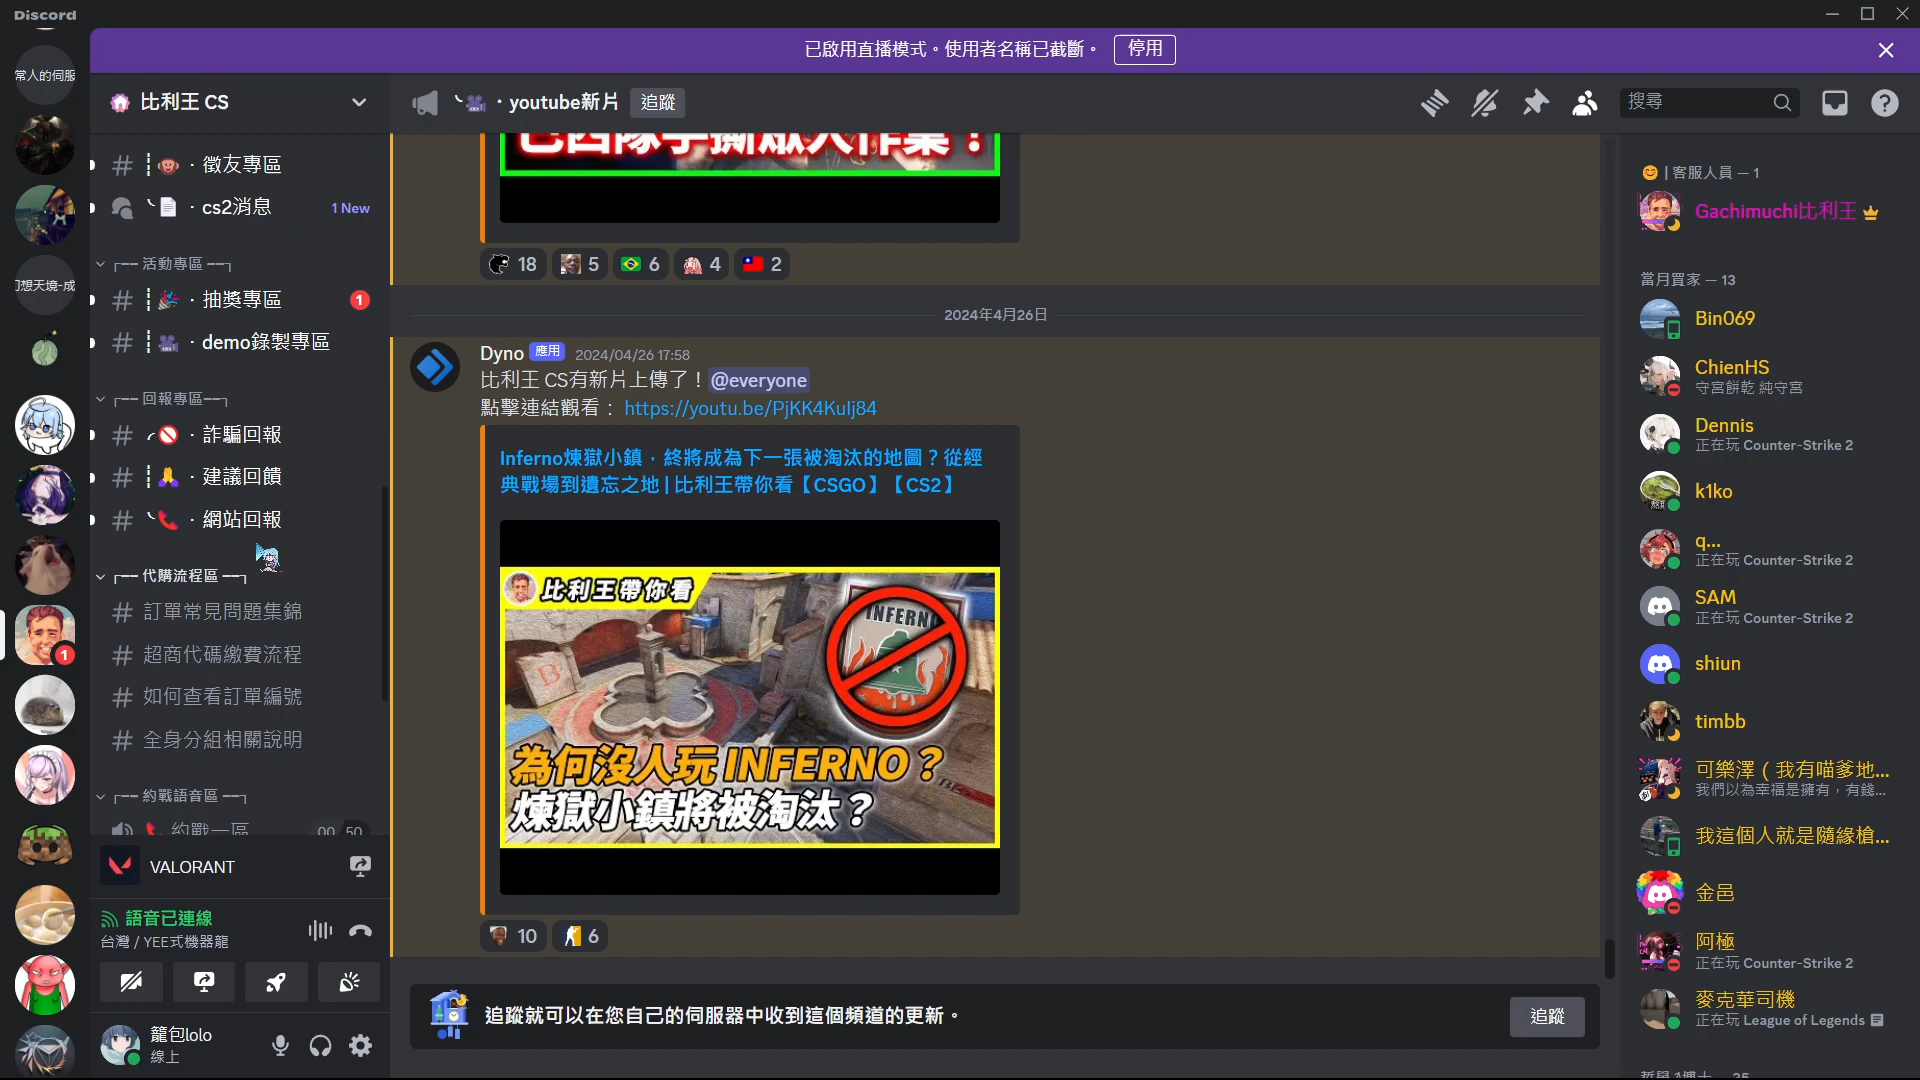 Discord
已啟用直播模式。使用者名稱已截斷。 停用
常人的伺服
想天境-成
比利王 CS
徵友專區
cs2消息 1 New
┌── 活動專區 ──┐
抽獎專區 1
demo錄製專區
┌── 回報專區──┐
詐騙回報
建議回饋
網站回報
┌── 代購流程區 ──┐
訂單常見問題集錦
超商代碼繳費流程
如何查看訂單編號
全身分組相關說明
┌── 約戰語音區 ──┐
約戰一區 00 50
VALORANT
語音已連線
台灣 / YEE式機器龍
籠包lolo
線上
1
· youtube新片 追蹤
搜尋
18 5 6 4 2
2024年4月26日
Dyno 應用 2024/04/26 17:58
比利王 CS有新片上傳了！@everyone
點擊連結觀看： https://youtu.be/PjKK4KuIj84
Inferno煉獄小鎮，終將成為下一張被淘汰的地圖？從經
典戰場到遺忘之地 | 比利王帶你看【CSGO】【CS2】
比利王帶你看
INFERN
B
為何沒人玩 INFERNO？
煉獄小鎮將被淘汰？
10 6
追蹤就可以在您自己的伺服器中收到這個頻道的更新。 追蹤
| 客服人員 — 1
Gachimuchi比利王
當月買家 — 13
Bin069
ChienHS
守宮餅乾 純守宮
Dennis
正在玩 Counter-Strike 2
k1ko
q...
正在玩 Counter-Strike 2
SAM
正在玩 Counter-Strike 2
shiun
timbb
可樂澤 ( 我有喵爹地...
我們以為幸福是擁有，有錢...
我這個人就是隨緣槍...
金邑
阿極
正在玩 Counter-Strike 2
麥克華司機
正在玩 League of Legends